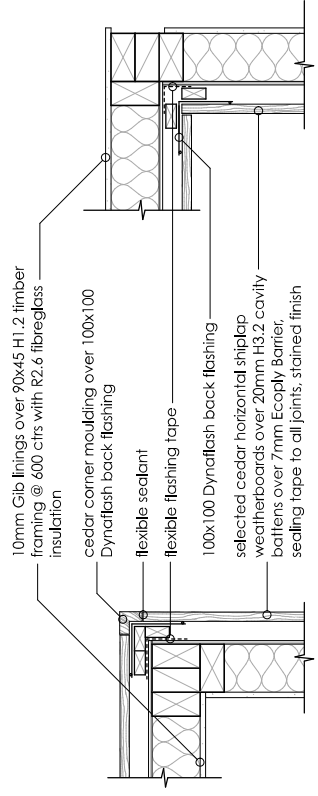 10mm Gib linings over 90x45 H1.2 timber
framing @ 600 ctrs with R2.6 fibreglass
insulation
cedar corner moulding over 100x100
Dynaflash back flashing
flexible sealant
flexible flashing tape
100x100 Dynaflash back flashing
selected cedar horizontal shiplap
weatherboards over 20mm H3.2 cavity
battens over 7mm Ecoply Barrier,
sealing tape to all joints, stained finish